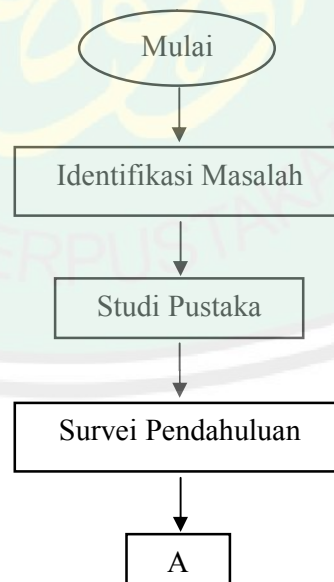 Mulai
Identifikasi Masalah
Studi Pustaka
Survei Pendahuluan
A